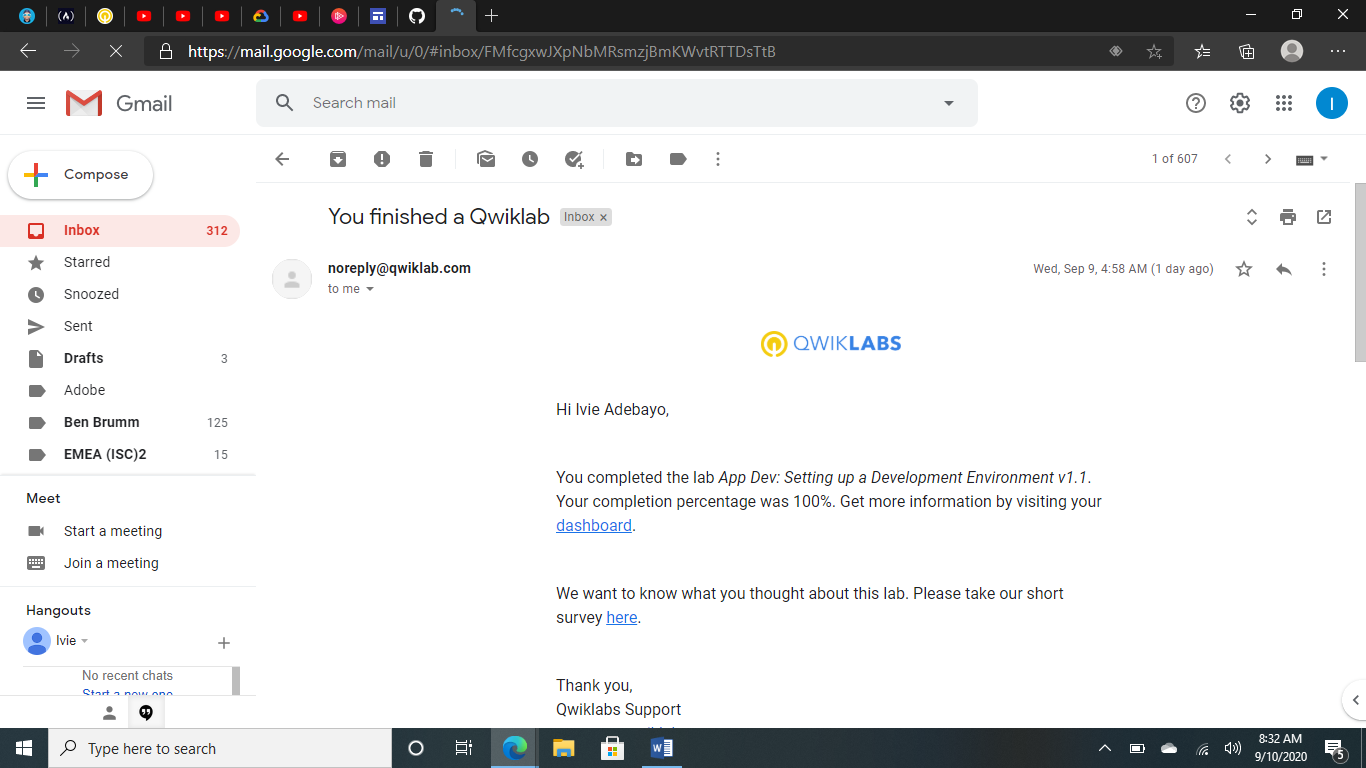 https://mail.google.com/mail/u/0/#inbox/FMfcgxwJXpNbMRsmzjBmKWvtRTTDsTtB
Gmail
Search mail
I
Compose
1 of 607
Inbox 312
Starred
Snoozed
Sent
Drafts 3
Adobe
Ben Brumm 125
EMEA (ISC)2 15
Meet
Start a meeting
Join a meeting
Hangouts
Ivie
No recent chats
Start a new one
You finished a Qwiklab Inbox x
noreply@qwiklab.com Wed, Sep 9, 4:58 AM (1 day ago)
to me
QWIKLABS
Hi Ivie Adebayo,
You completed the lab App Dev: Setting up a Development Environment v1.1.
Your completion percentage was 100%. Get more information by visiting your
dashboard.
We want to know what you thought about this lab. Please take our short
survey here.
Thank you,
Qwiklabs Support
Type here to search
8:32 AM
9/10/2020
5